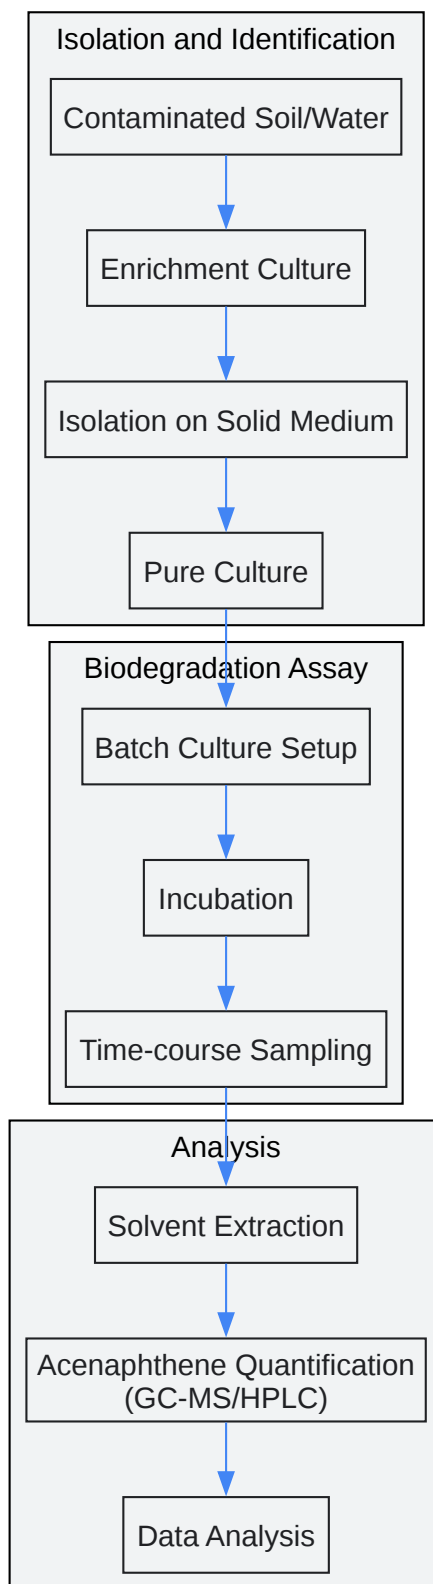 Isolation and Identification
Contaminated Soil/Water
Enrichment Culture
Isolation on Solid Medium
Pure Culture
Biodegradation Assay
Batch Culture Setup
Incubation
Time-course Sampling
Analysis
Solvent Extraction
Acenaphthene Quantification
(GC-MS/HPLC)
Data Analysis